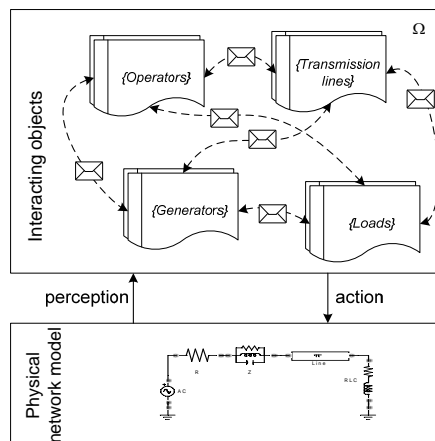 Ω
Interacting objects
{Operators}
{Transmission
lines}
{Generators}
{Loads}
perception
action
Physical
network model
R
Z
Line
AC
RLC